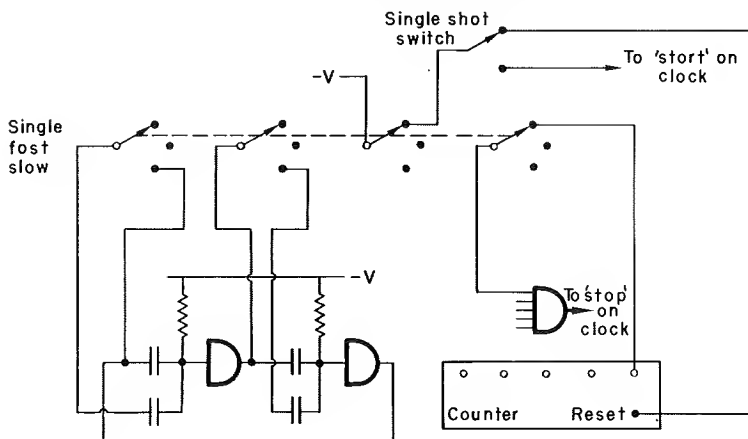 Single shot
switch
To 'stort' on
clock
-V
Single
fost
slow
-V
To 'stop'
on
clock
Counter Reset